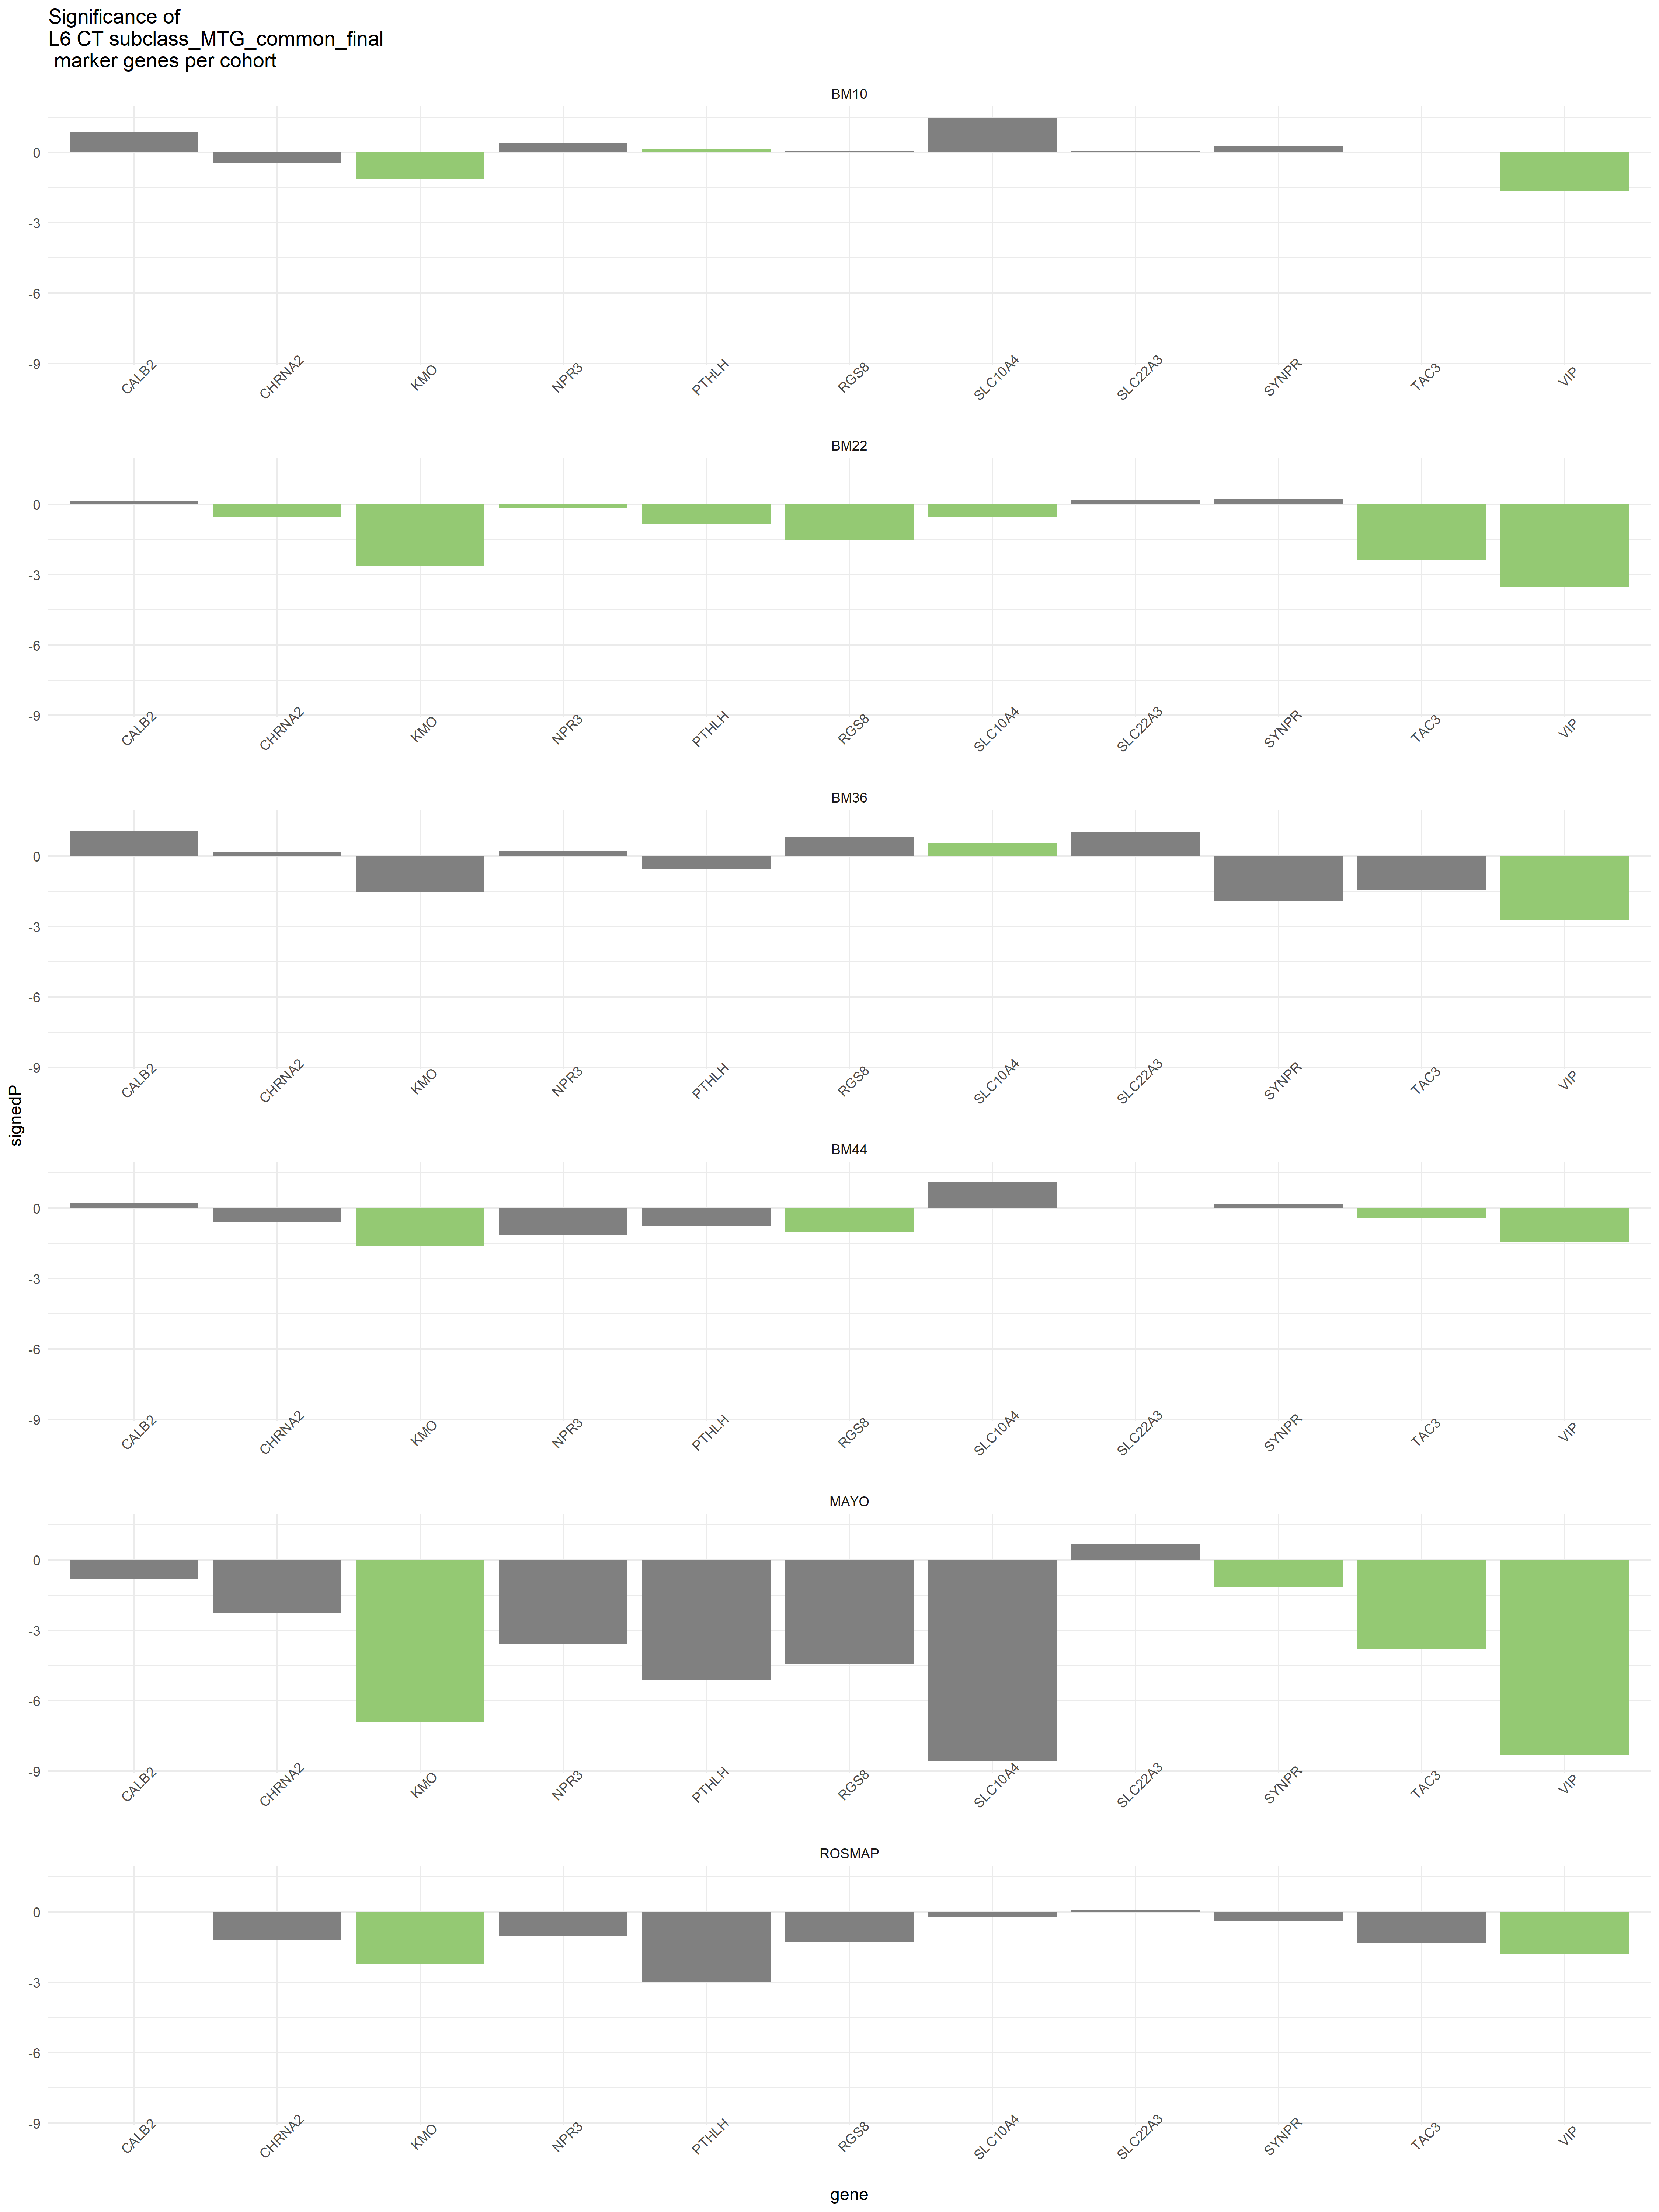 Significance of
L6 CT subclass_MTG_common_final
marker genes per cohort
BM10
0
-3
-6
-9
CALB2 CHRNA2 KMO NPR3 PTHLH RGS8 SLC10A4 SLC22A3 SYNPR TAC3 VIP
BM22
0
-3
-6
-9
CALB2 CHRNA2 KMO NPR3 PTHLH RGS8 SLC10A4 SLC22A3 SYNPR TAC3 VIP
BM36
0
-3
-6
-9
CALB2 CHRNA2 KMO NPR3 PTHLH RGS8 SLC10A4 SLC22A3 SYNPR TAC3 VIP
signedP
BM44
0
-3
-6
-9
CALB2 CHRNA2 KMO NPR3 PTHLH RGS8 SLC10A4 SLC22A3 SYNPR TAC3 VIP
MAYO
0
-3
-6
-9
CALB2 CHRNA2 KMO NPR3 PTHLH RGS8 SLC10A4 SLC22A3 SYNPR TAC3 VIP
ROSMAP
0
-3
-6
-9
CALB2 CHRNA2 KMO NPR3 PTHLH RGS8 SLC10A4 SLC22A3 SYNPR TAC3 VIP
gene